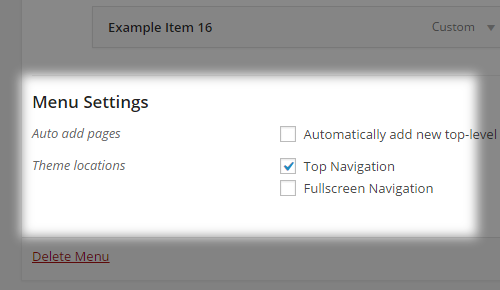 Example Item 16 Custom
Menu Settings
Auto add pages Automatically add new top-level
Theme locations Top Navigation
Fullscreen Navigation
Delete Menu